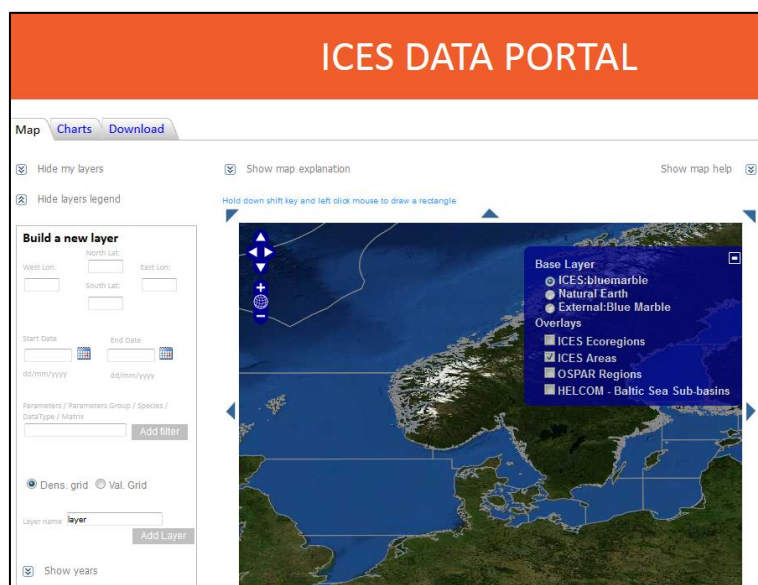 ICES DATA PORTAL
Map Charts Download
Hide my layers
Show map explanation
Show map help
Hide layers legend
Hold down shift key and left click mouse to draw a rectangle
Build a new layer
North Lat:
West Lon:
East Lon:
South Lat:
Start Date
End Date
dd/mm/yyyy
dd/mm/yyyy
Parameters / Parameters Group / Species /
DataType / Matrix
Add filter
Dens. grid Val. Grid
Layer name layer
Add Layer
Show years
Base Layer
ICES:bluemarble
Natural Earth
External:Blue Marble
Overlays
ICES Ecoregions
ICES Areas
OSPAR Regions
HELCOM - Baltic Sea Sub-basins